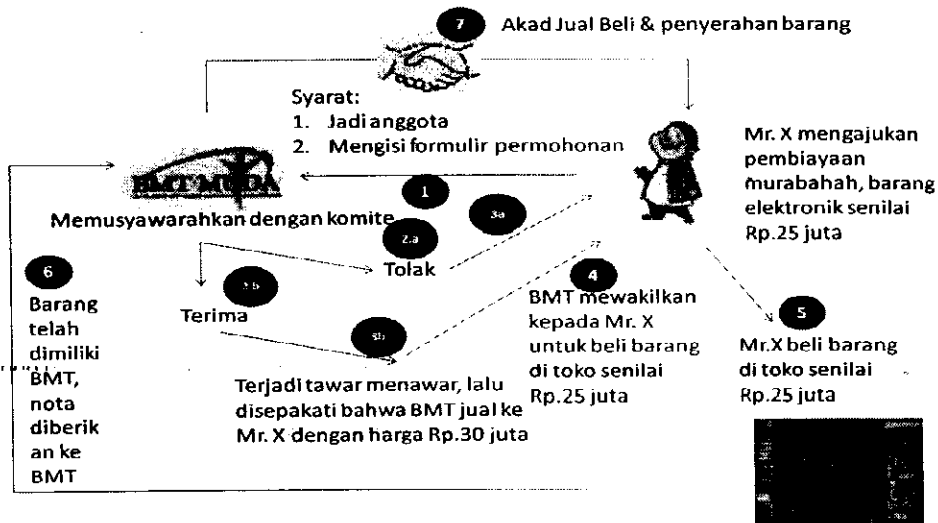 7 Akad Jual Beli & penyerahan barang
Syarat:
1. Jadi anggota
2. Mengisi formulir permohonan
BMT MUDA
Memusyawarahkan dengan komite
1
3a
2.a
Tolak
Terima
3b
Terjadi tawar menawar, lalu
disepakati bahwa BMT jual ke
Mr. X dengan harga Rp.30 juta
Mr. X mengajukan
pembiayaan
murabahah, barang
elektronik senilai
Rp.25 juta
4
BMT mewakilkan
kepada Mr. X
untuk beli barang
di toko senilai
Rp.25 juta
5
Mr.X beli barang
di toko senilai
Rp.25 juta
6
Barang
telah
dimiliki
BMT,
nota
diberik
an ke
BMT